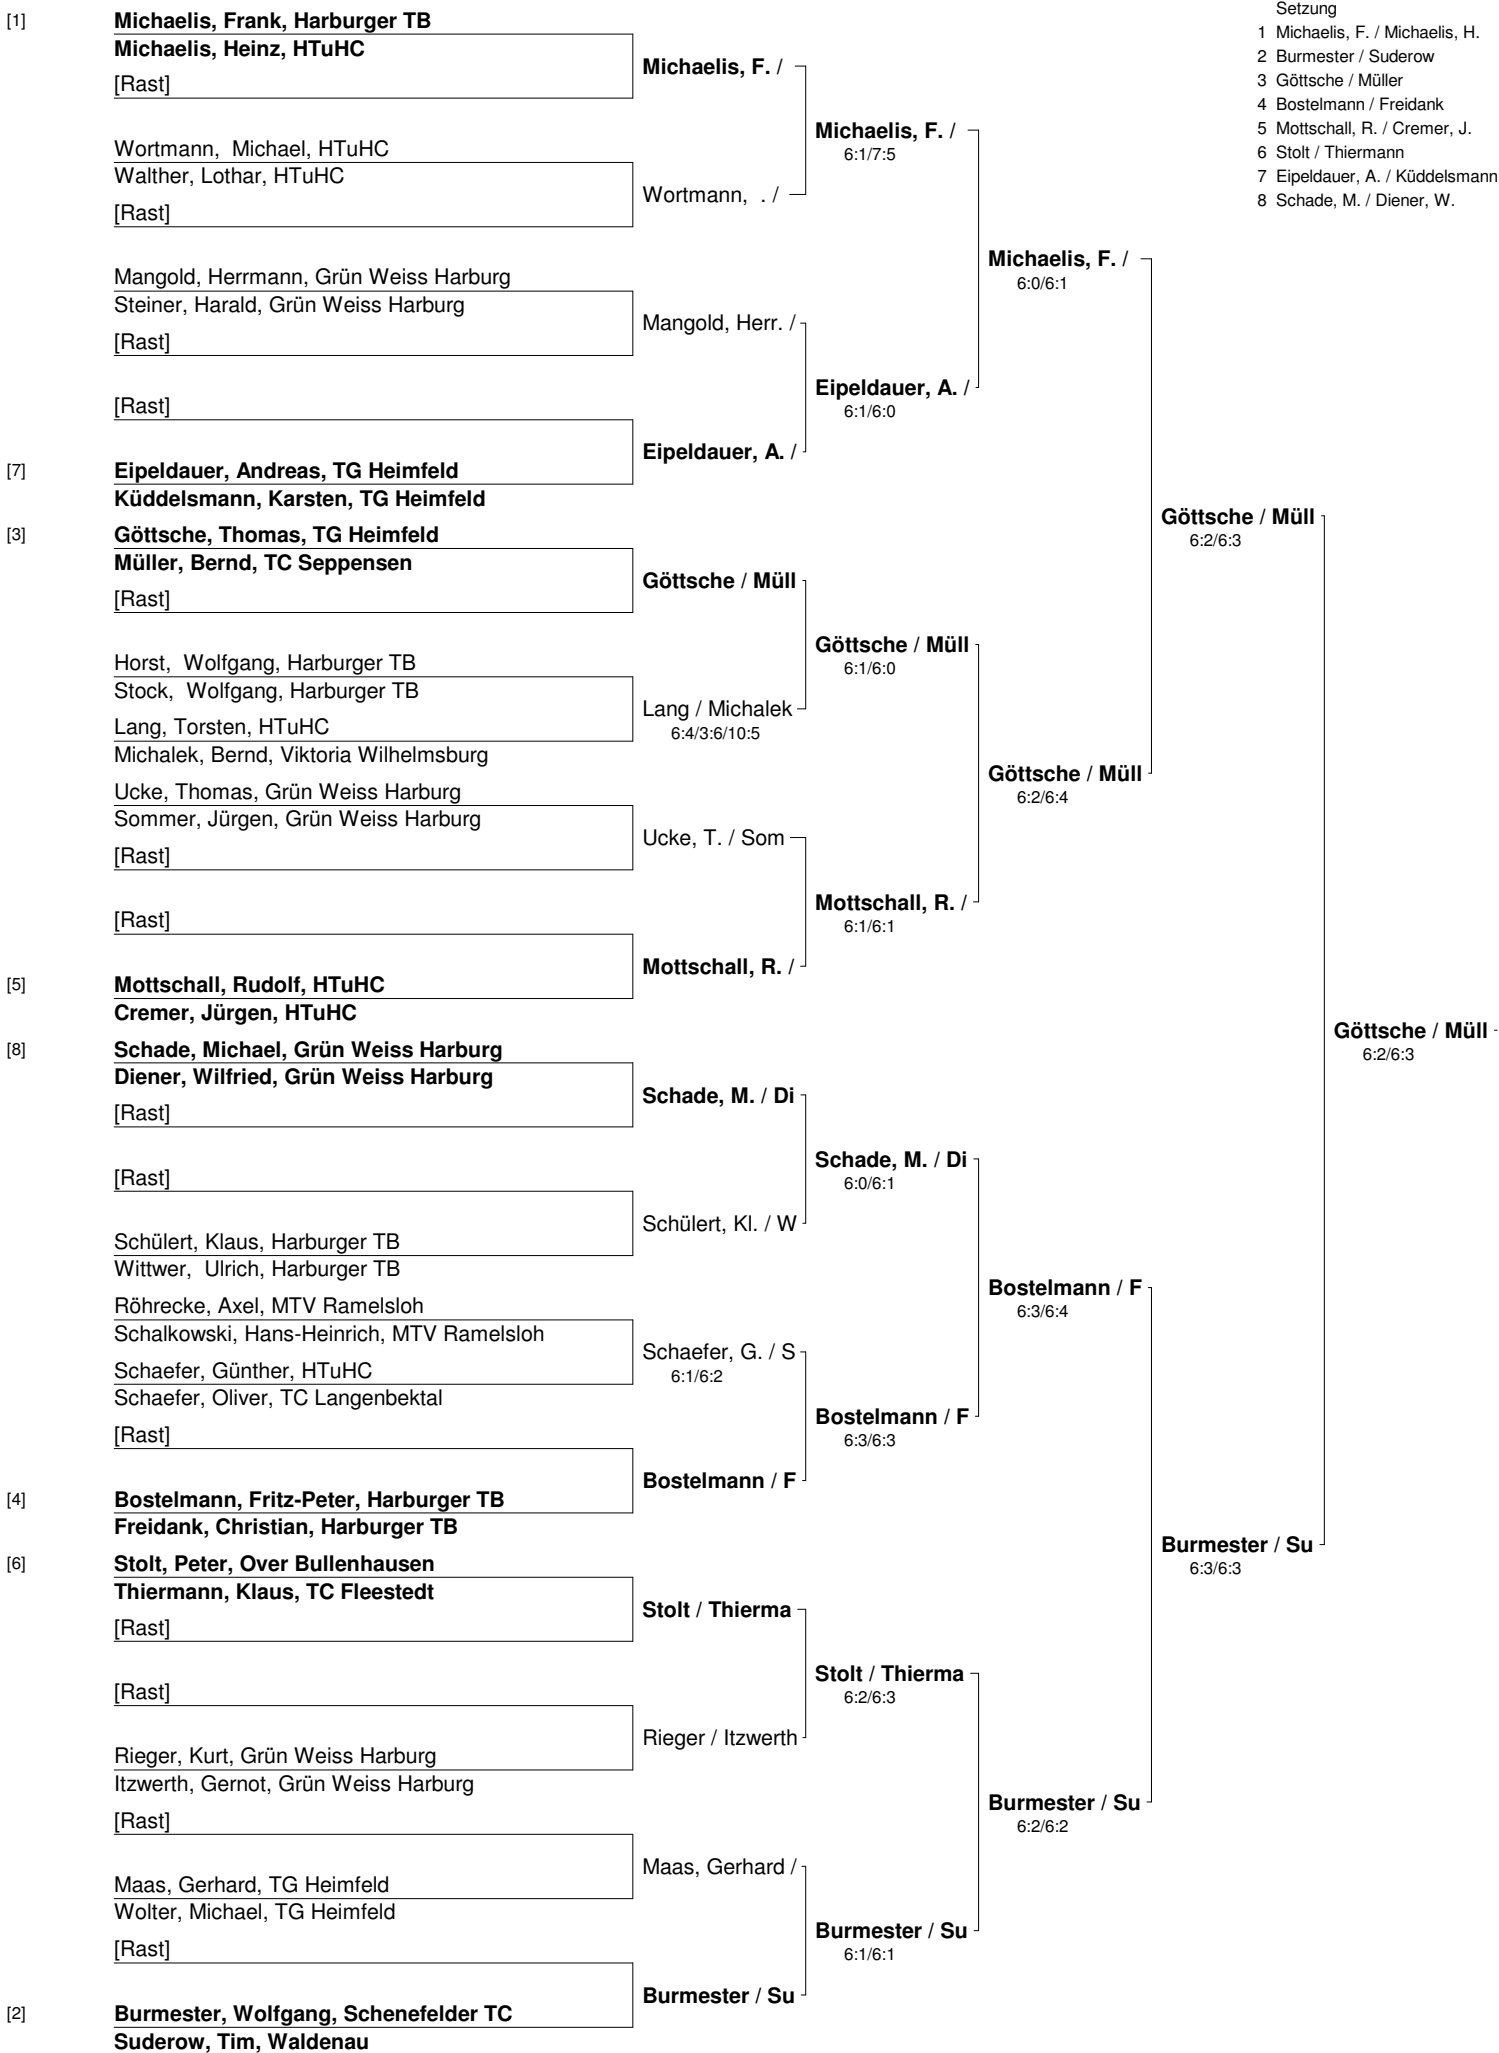 Setzung
1 Michaelis, F. / Michaelis, H.
2 Burmester / Suderow
3 Göttsche / Müller
4 Bostelmann / Freidank
5 Mottschall, R. / Cremer, J.
6 Stolt / Thiermann
7 Eipeldauer, A. / Küddelsmann
8 Schade, M. / Diener, W.
[1] Michaelis, Frank, Harburger TB
Michaelis, Heinz, HTuHC
[Rast]
Wortmann, Michael, HTuHC
Walther, Lothar, HTuHC
[Rast]
Mangold, Herrmann, Grün Weiss Harburg
Steiner, Harald, Grün Weiss Harburg
[Rast]
[Rast]
[7] Eipeldauer, Andreas, TG Heimfeld
Küddelsmann, Karsten, TG Heimfeld
[3] Göttsche, Thomas, TG Heimfeld
Müller, Bernd, TC Seppensen
[Rast]
Horst, Wolfgang, Harburger TB
Stock, Wolfgang, Harburger TB
Lang, Torsten, HTuHC
Michalek, Bernd, Viktoria Wilhelmsburg
Ucke, Thomas, Grün Weiss Harburg
Sommer, Jürgen, Grün Weiss Harburg
[Rast]
[Rast]
[5] Mottschall, Rudolf, HTuHC
Cremer, Jürgen, HTuHC
[8] Schade, Michael, Grün Weiss Harburg
Diener, Wilfried, Grün Weiss Harburg
[Rast]
[Rast]
Schülert, Klaus, Harburger TB
Wittwer, Ulrich, Harburger TB
Röhrecke, Axel, MTV Ramelsloh
Schalkowski, Hans-Heinrich, MTV Ramelsloh
Schaefer, Günther, HTuHC
Schaefer, Oliver, TC Langenbektal
[Rast]
[4] Bostelmann, Fritz-Peter, Harburger TB
Freidank, Christian, Harburger TB
[6] Stolt, Peter, Over Bullenhausen
Thiermann, Klaus, TC Fleestedt
[Rast]
[Rast]
Rieger, Kurt, Grün Weiss Harburg
Itzwerth, Gernot, Grün Weiss Harburg
[Rast]
Maas, Gerhard, TG Heimfeld
Wolter, Michael, TG Heimfeld
[Rast]
[2] Burmester, Wolfgang, Schenefelder TC
Suderow, Tim, Waldenau
Michaelis, F. /
Wortmann, . /
Mangold, Herr. /
Eipeldauer, A. /
Göttsche / Müll
Lang / Michalek
6:4/3:6/10:5
Ucke, T. / Som
Mottschall, R. /
Schade, M. / Di
Schülert, Kl. / W
Schaefer, G. / S
6:1/6:2
Bostelmann / F
Stolt / Thierma
Rieger / Itzwerth
Maas, Gerhard /
Burmester / Su
Michaelis, F. /
6:1/7:5
Eipeldauer, A. /
6:1/6:0
Göttsche / Müll
6:1/6:0
Mottschall, R. /
6:1/6:1
Schade, M. / Di
6:0/6:1
Bostelmann / F
6:3/6:3
Stolt / Thierma
6:2/6:3
Burmester / Su
6:1/6:1
Michaelis, F. /
6:0/6:1
Göttsche / Müll
6:2/6:4
Bostelmann / F
6:3/6:4
Burmester / Su
6:2/6:2
Göttsche / Müll
6:2/6:3
Burmester / Su
6:3/6:3
Göttsche / Müll
6:2/6:3